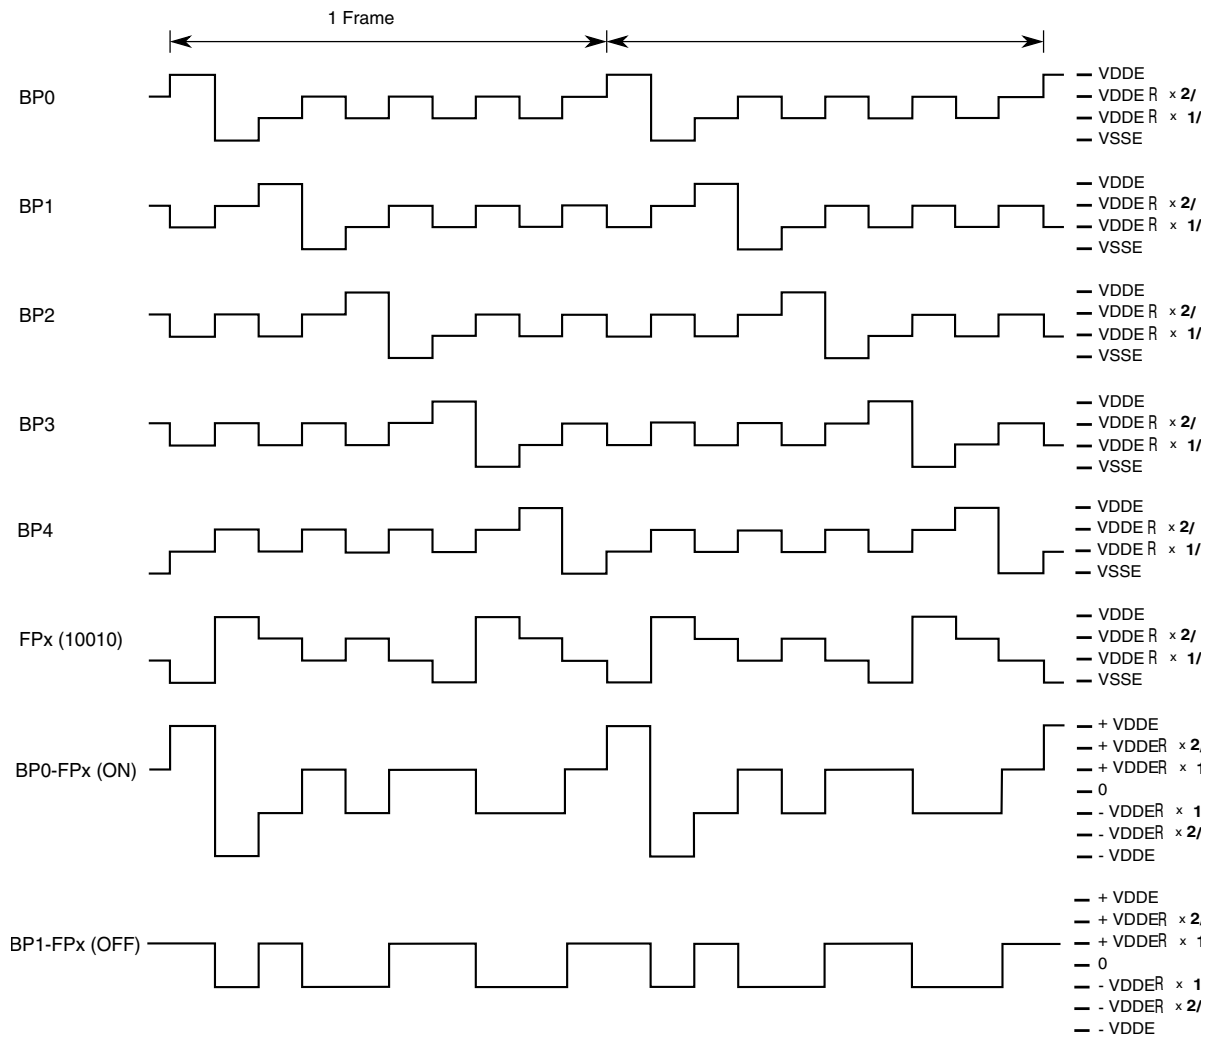 1 Frame
BP0
VDDE
VDDE R × 2/
VDDE R × 1/
VSSE
BP1
VDDE
VDDE R × 2/
VDDE R × 1/
VSSE
BP2
VDDE
VDDE R × 2/
VDDE R × 1/
VSSE
BP3
VDDE
VDDE R × 2/
VDDE R × 1/
VSSE
BP4
VDDE
VDDE R × 2/
VDDE R × 1/
VSSE
FPx (10010)
VDDE
VDDE R × 2/
VDDE R × 1/
VSSE
BP0-FPx (ON)
+ VDDE
+ VDDER × 2
+ VDDER × 1
0
- VDDER × 1
- VDDER × 2/
- VDDE
BP1-FPx (OFF)
+ VDDE
+ VDDER × 2
+ VDDER × 1
0
- VDDER × 1
- VDDER × 2/
- VDDE